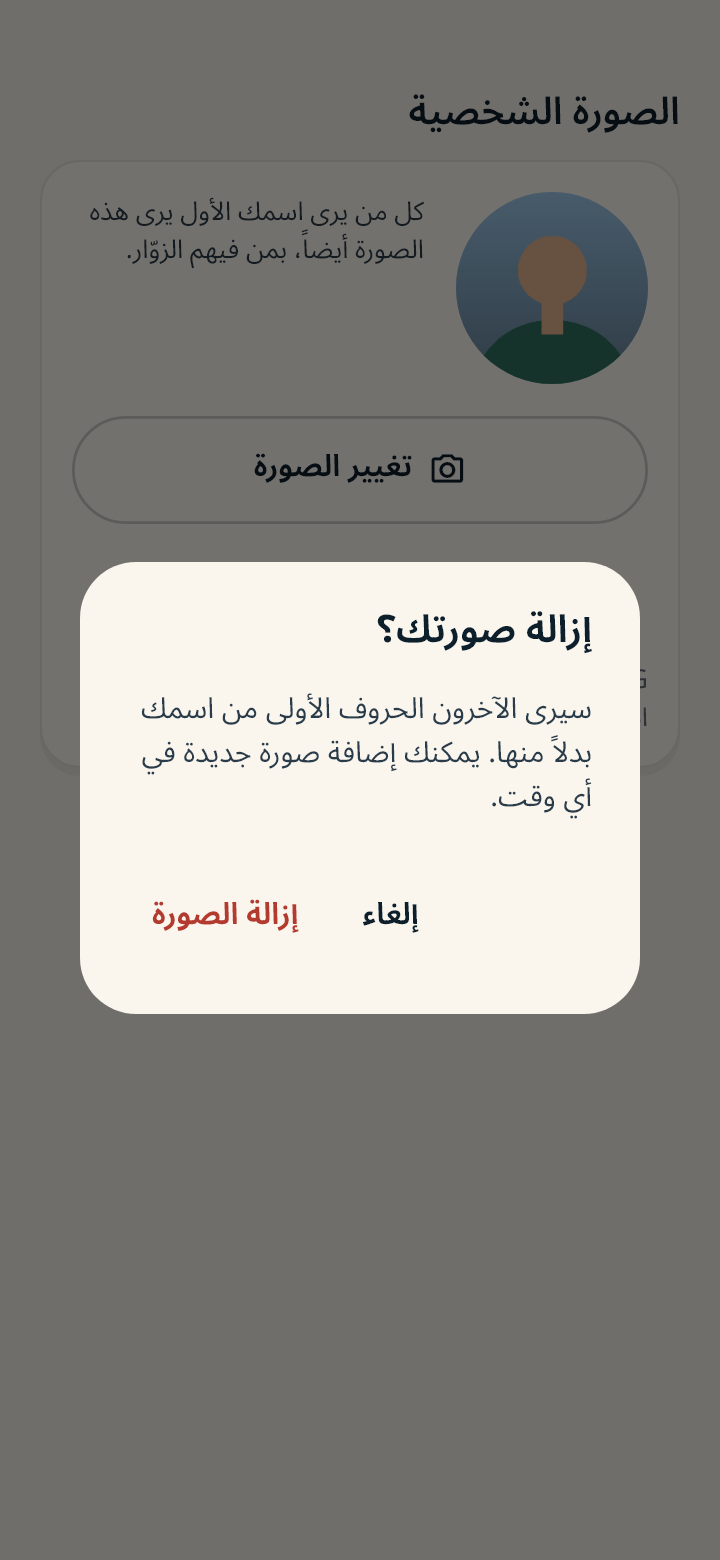 الصورة الشخصية
كل من يرى اسمك الأول يرى هذه
الصورة أيضاً، بمن فيهم الزوّار.
تغيير الصورة
إزالة صورتك؟
سيرى الآخرون الحروف الأولى من اسمك
بدلاً منها. يمكنك إضافة صورة جديدة في
أي وقت.
إلغاء
إزالة الصورة